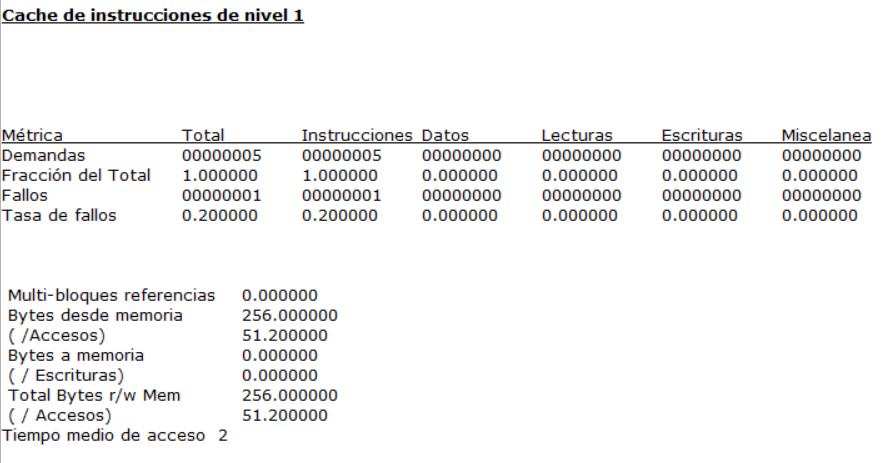 Cache de instrucciones de nivel 1
Métrica Total Instrucciones Datos Lecturas Escrituras Miscelanea
Demandas 00000005 00000005 00000000 00000000 00000000 00000000
Fracción del Total 1.000000 1.000000 0.000000 0.000000 0.000000 0.000000
Fallos 00000001 00000001 00000000 00000000 00000000 00000000
Tasa de fallos 0.200000 0.200000 0.000000 0.000000 0.000000 0.000000
Multi-bloques referencias 0.000000
Bytes desde memoria 256.000000
( /Accesos) 51.200000
Bytes a memoria 0.000000
( / Escrituras) 0.000000
Total Bytes r/w Mem 256.000000
( / Accesos) 51.200000
Tiempo medio de acceso 2